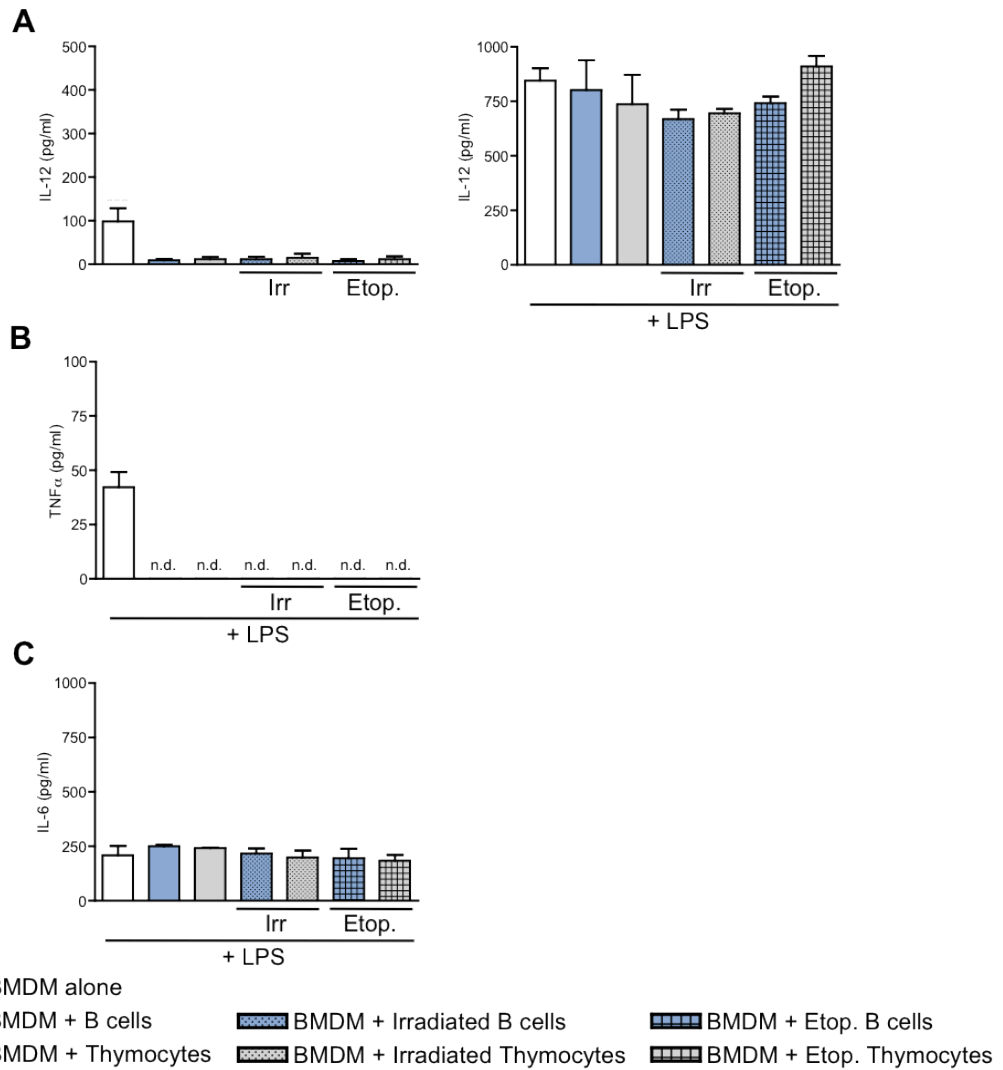 A
500
400
300
200
100
0
IL-12 (pg/ml)
Irr
Etop.
1000
750
500
250
0
IL-12 (pg/ml)
Irr
Etop.
+ LPS
B
100
75
50
25
0
TNFα (pg/ml)
n.d. n.d. n.d. n.d. n.d. n.d.
Irr
Etop.
+ LPS
C
1000
750
500
250
0
IL-6 (pg/ml)
Irr
Etop.
+ LPS
BMDM alone
BMDM + B cells
BMDM + Irradiated B cells
BMDM + Etop. B cells
BMDM + Thymocytes
BMDM + Irradiated Thymocytes
BMDM + Etop. Thymocytes